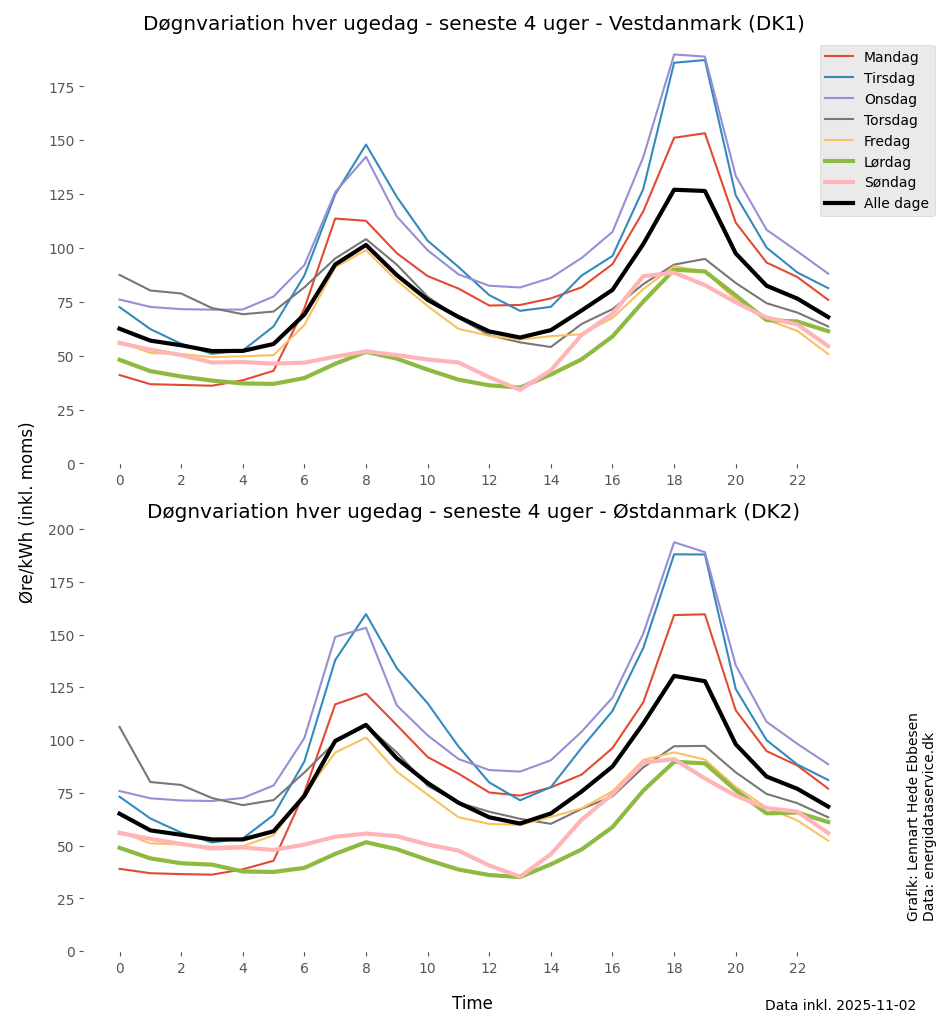 Døgnvariation hver ugedag - seneste 4 uger - Vestdanmark (DK1)
175
150
125
100
75
50
25
0
0 2 4 6 8 10 12 14 16 18 20 22
Mandag
Tirsdag
Onsdag
Torsdag
Fredag
Lørdag
Søndag
Alle dage
Øre/kWh (inkl. moms)
Døgnvariation hver ugedag - seneste 4 uger - Østdanmark (DK2)
200
175
150
125
100
75
50
25
0
0 2 4 6 8 10 12 14 16 18 20 22
Time
Grafik: Lennart Hede Ebbesen
Data: energidataservice.dk
Data inkl. 2025-11-02